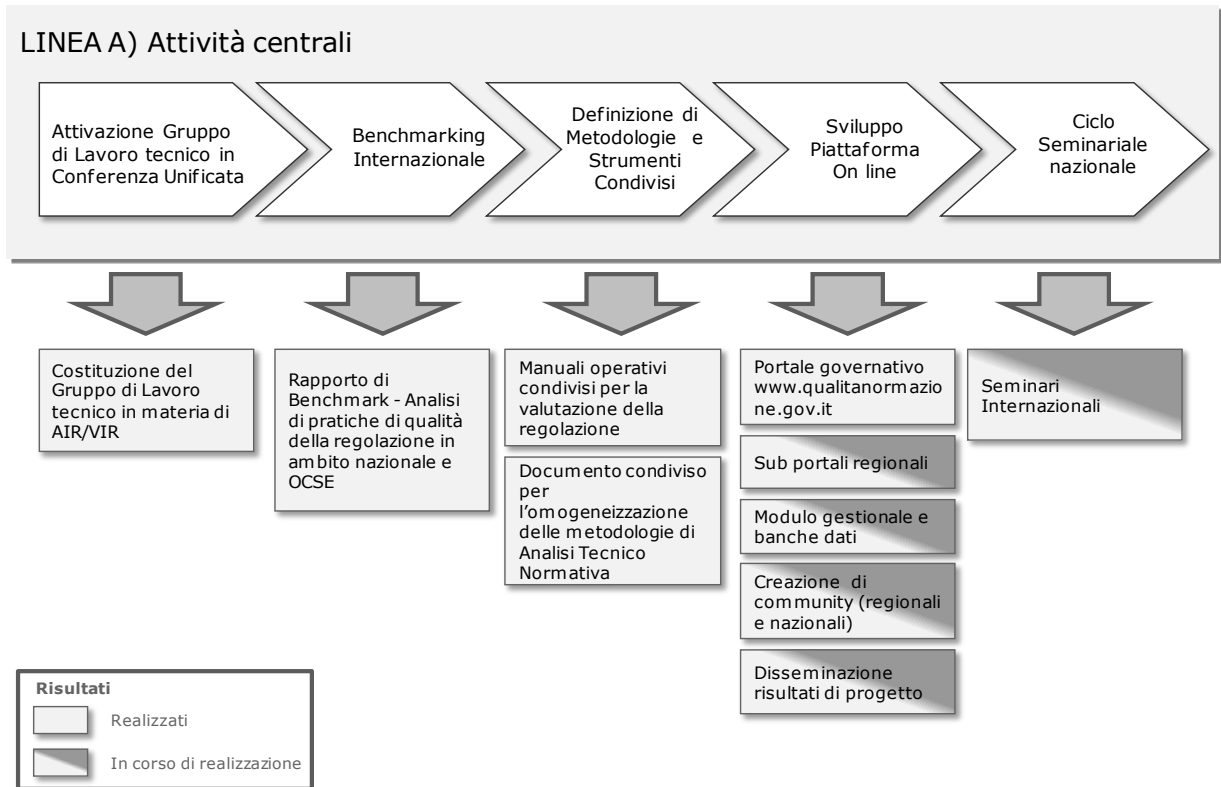 LINEA A) Attività centrali
Attivazione Gruppo
di Lavoro tecnico in
Conferenza Unificata
Benchmarking
Internazionale
Definizione di
Metodologie e
Strumenti
Condivisi
Sviluppo
Piattaforma
On line
Ciclo
Seminariale
nazionale
Costituzione del
Gruppo di Lavoro
tecnico in materia di
AIR/VIR
Rapporto di
Benchmark - Analisi
di pratiche di qualità
della regolazione in
ambito nazionale e
OCSE
Manuali operativi
condivisi per la
valutazione della
regolazione
Documento condiviso
per
l'omogeneizzazione
delle metodologie di
Analisi Tecnico
Normativa
Portale governativo
www.qualitanormazio
ne.gov.it
Sub portali regionali
Modulo gestionale e
banche dati
Creazione di
community (regionali
e nazionali)
Disseminazione
risultati di progetto
Seminari
Internazionali
Risultati
Realizzati
In corso di realizzazione